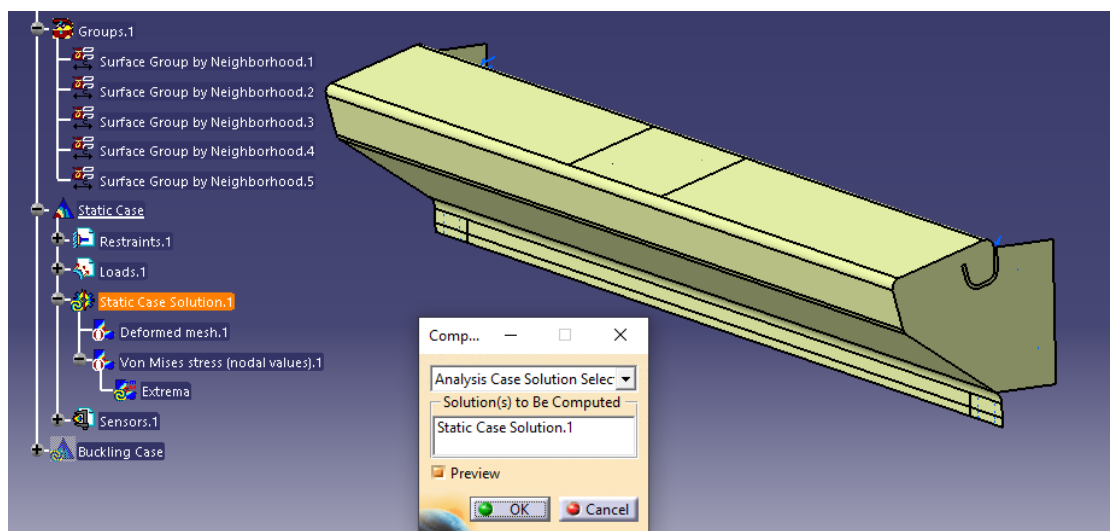 Groups.1
Surface Group by Neighborhood.1
Surface Group by Neighborhood.2
Surface Group by Neighborhood.3
Surface Group by Neighborhood.4
Surface Group by Neighborhood.5
Static Case
Restraints.1
Loads.1
Static Case Solution.1
Deformed mesh.1
Von Mises stress (nodal values).1
Extrema
Sensors.1
Buckling Case
Comp...
Analysis Case Solution Selec
Solution(s) to Be Computed
Static Case Solution.1
Preview
OK Cancel